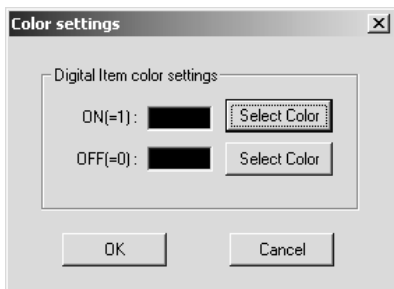 Color settings
Digital Item color settings
ON(=1) : Select Color
OFF(=0) : Select Color
OK Cancel